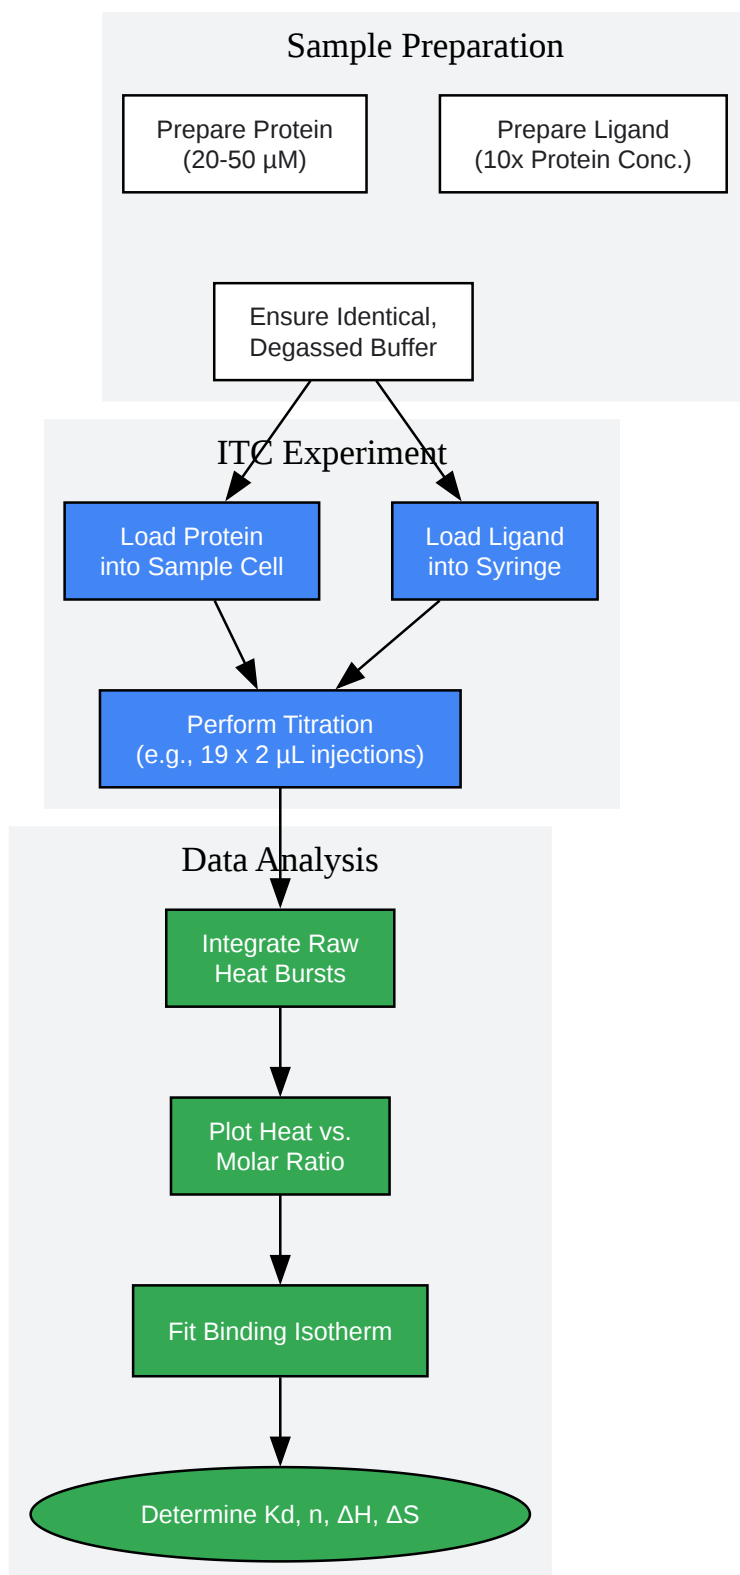 Sample Preparation
Prepare Protein
(20-50 µM)
Prepare Ligand
(10x Protein Conc.)
Ensure Identical,
Degassed Buffer
ITC Experiment
Load Protein
into Sample Cell
Load Ligand
into Syringe
Perform Titration
(e.g., 19 x 2 µL injections)
Data Analysis
Integrate Raw
Heat Bursts
Plot Heat vs.
Molar Ratio
Fit Binding Isotherm
Determine Kd, n, ΔH, ΔS